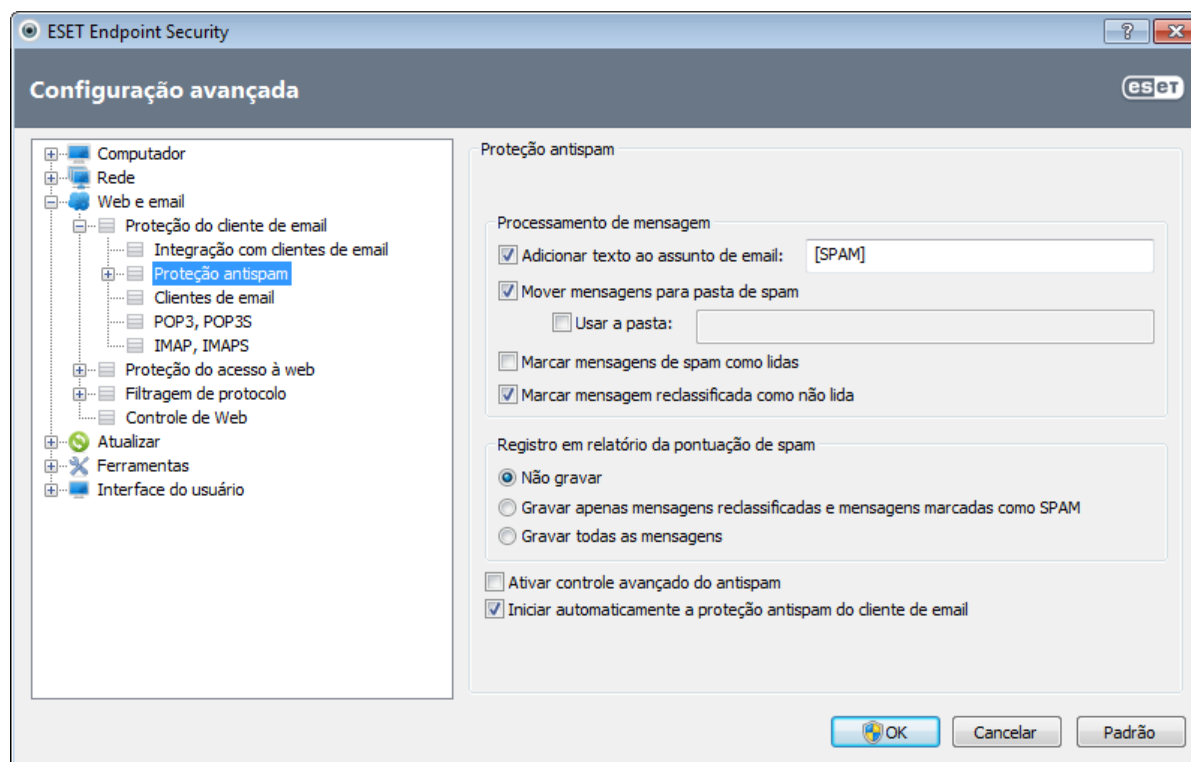 ESET Endpoint Security
?
Configuração avançada
eset
Computador
Rede
Web e email
Proteção do cliente de email
Integração com clientes de email
Proteção antispam
Clientes de email
POP3, POP3S
IMAP, IMAPS
Proteção do acesso à web
Filtragem de protocolo
Controle de Web
Atualizar
Ferramentas
Interface do usuário
Proteção antispam
Processamento de mensagem
Adicionar texto ao assunto de email: [SPAM]
Mover mensagens para pasta de spam
Usar a pasta:
Marcar mensagens de spam como lidas
Marcar mensagem reclassificada como não lida
Registro em relatório da pontuação de spam
Não gravar
Gravar apenas mensagens reclassificadas e mensagens marcadas como SPAM
Gravar todas as mensagens
Ativar controle avançado do antispam
Iniciar automaticamente a proteção antispam do cliente de email
OK Cancelar Padrão